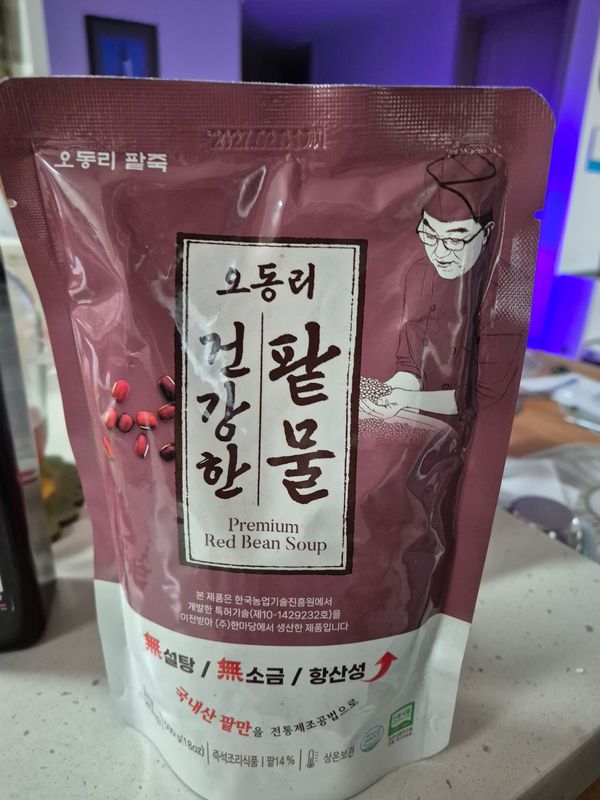 오동리 팥죽
오동리
건강한
팥물
Premium
Red Bean Soup
본 제품은 한국농업기술진흥원에서
개발한 특허기술(제10-1429232호)을
이전받아 (주)한마당에서 생산한 제품입니다
無설탕 / 無소금 / 항산성
국내산 팥만을 전통제조공법으로
(18oz) | 즉석조리식품 | 팥14% | 상온보관